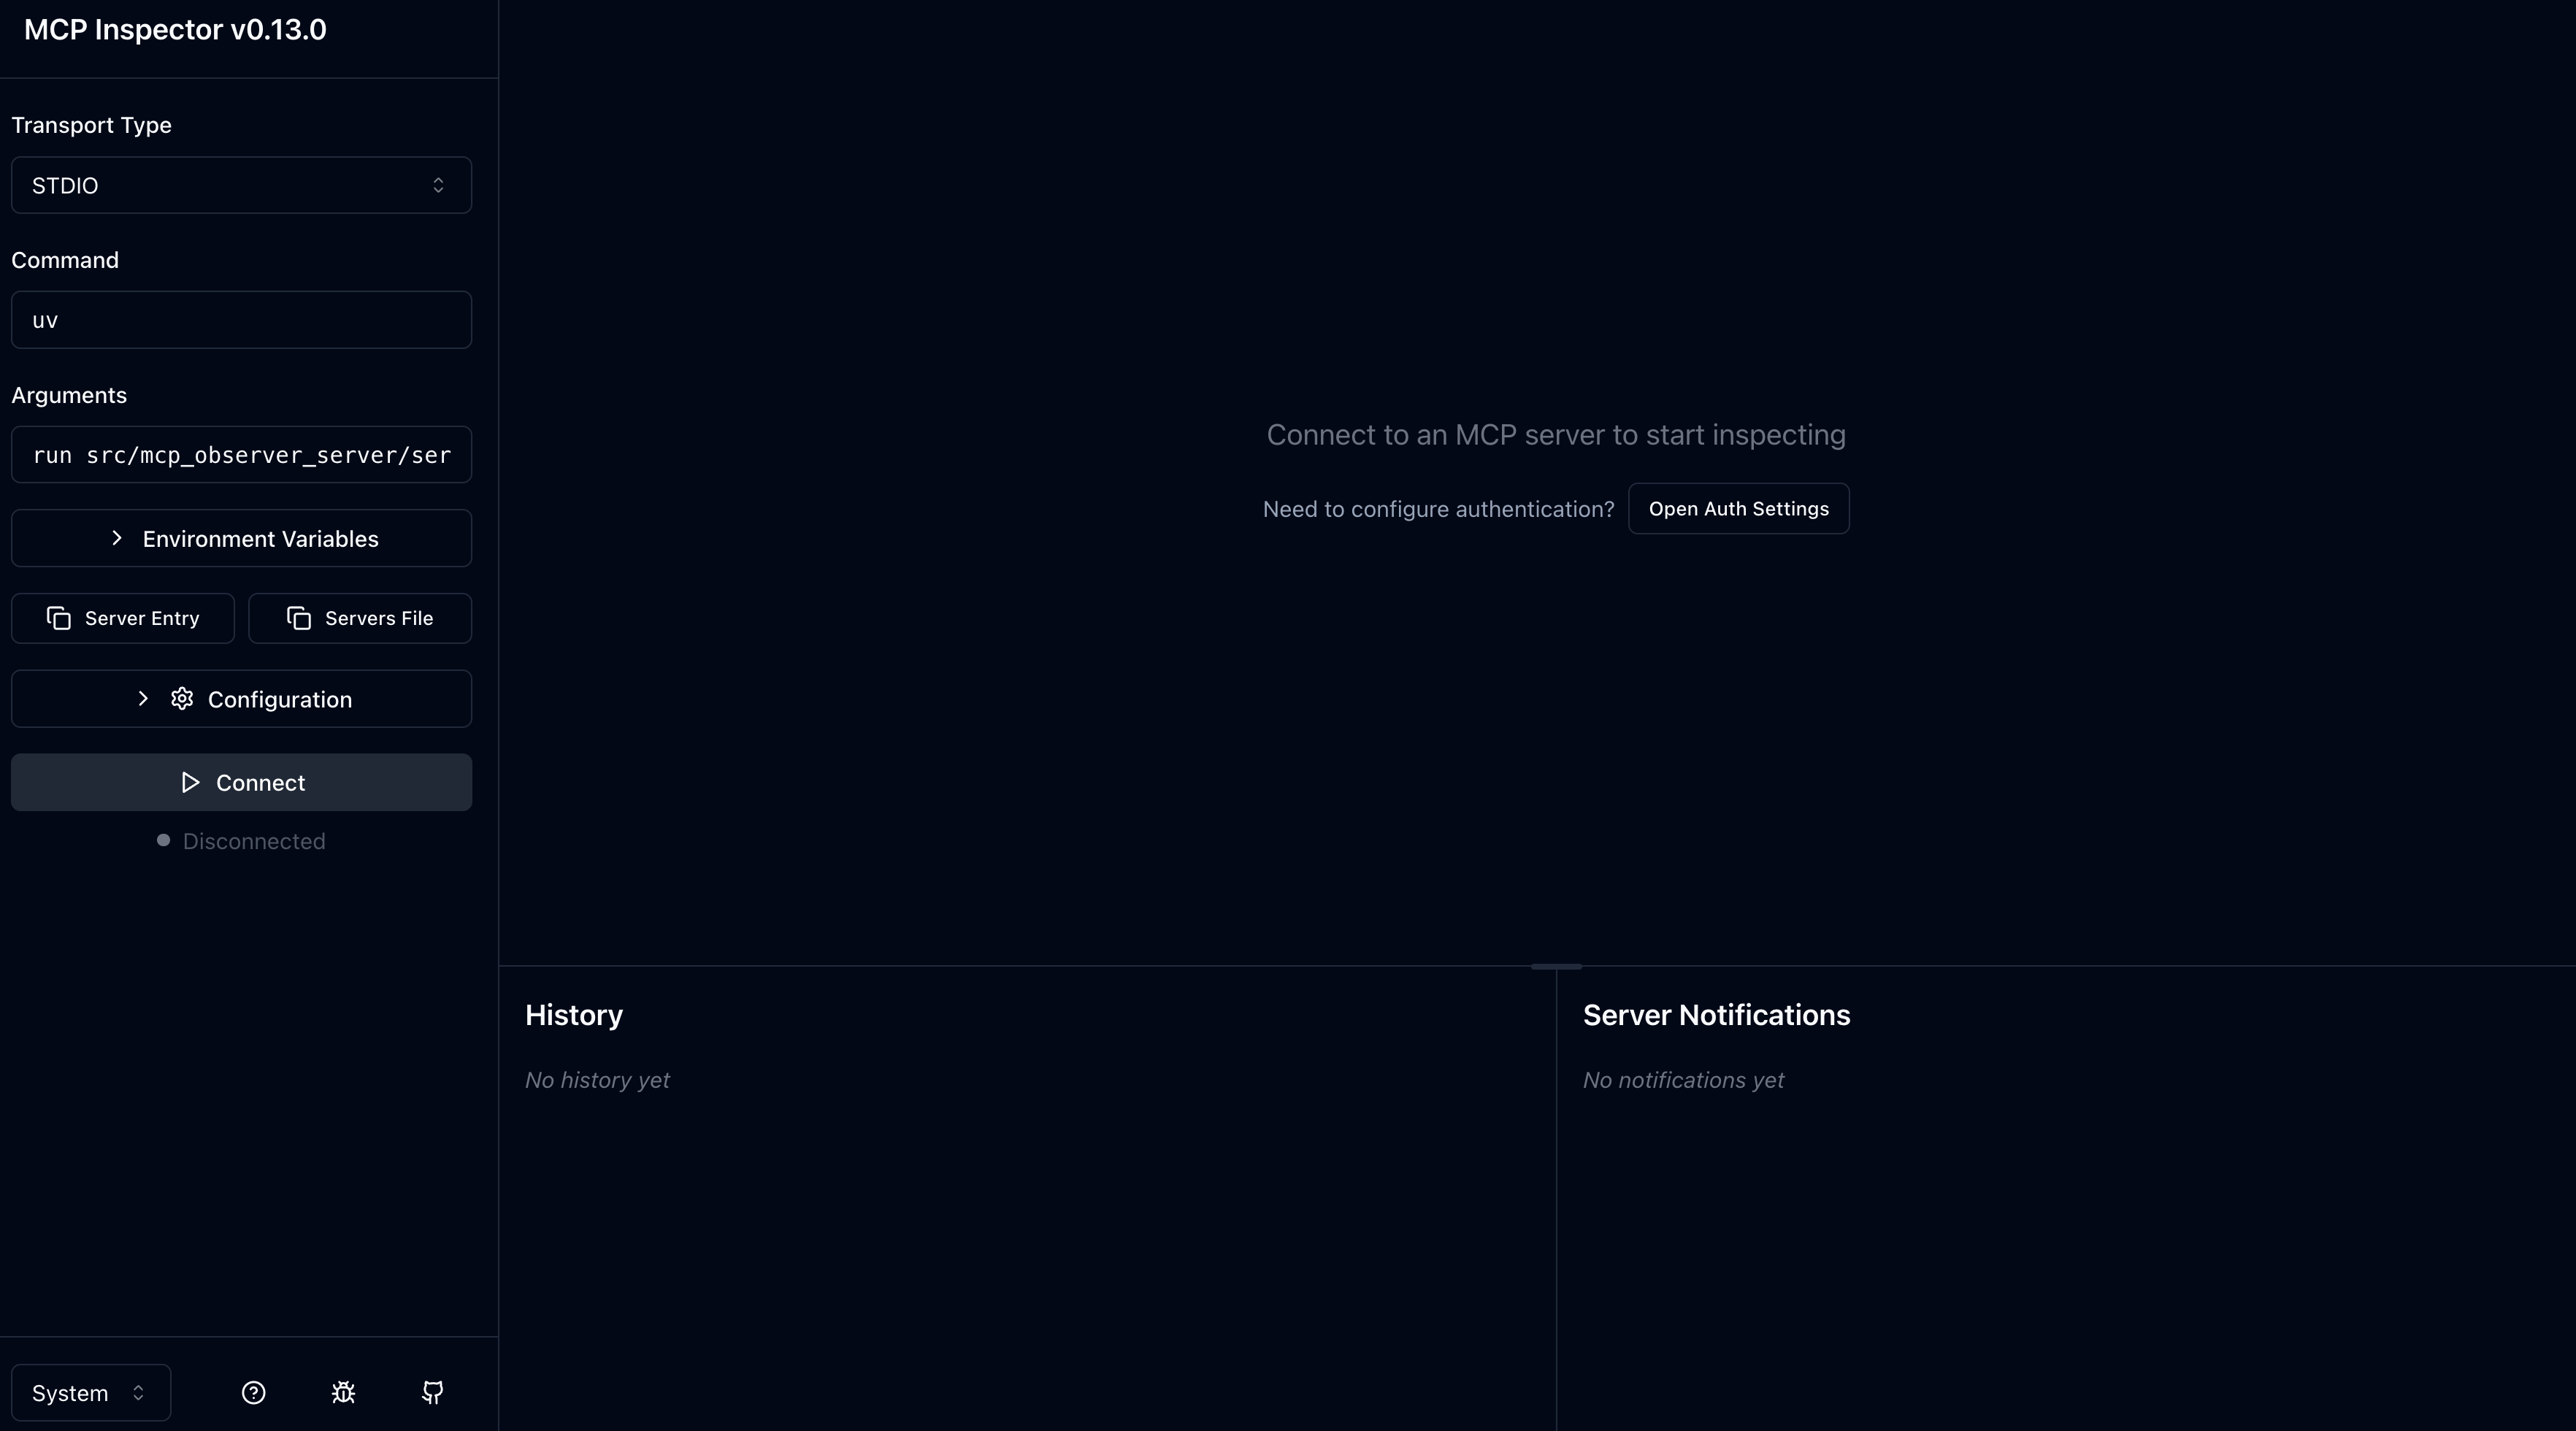 MCP Inspector v0.13.0
Transport Type
STDIO
Command
uv
Arguments
run src/mcp_observer_server/ser
Environment Variables
Server Entry
Servers File
Configuration
Connect
Disconnected
System
Connect to an MCP server to start inspecting
Need to configure authentication?
Open Auth Settings
History
No history yet
Server Notifications
No notifications yet